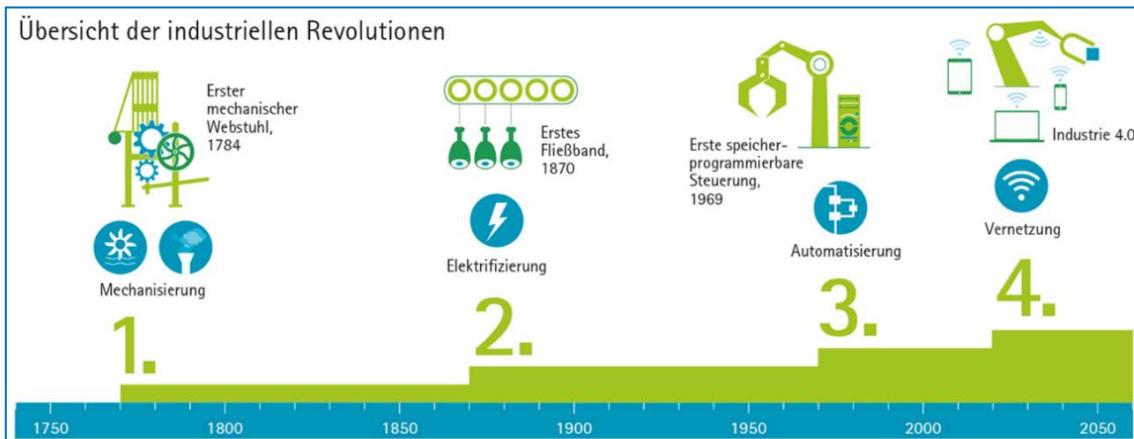 Übersicht der industriellen Revolutionen
Erster
mechanischer
Webstuhl,
1784
Mechanisierung
1.
Erstes
Fließband,
1870
Elektrifizierung
2.
Erste speicher-
programmierbare
Steuerung,
1969
Automatisierung
3.
Industrie 4.0
Vernetzung
4.
1750 1800 1850 1900 1950 2000 2050